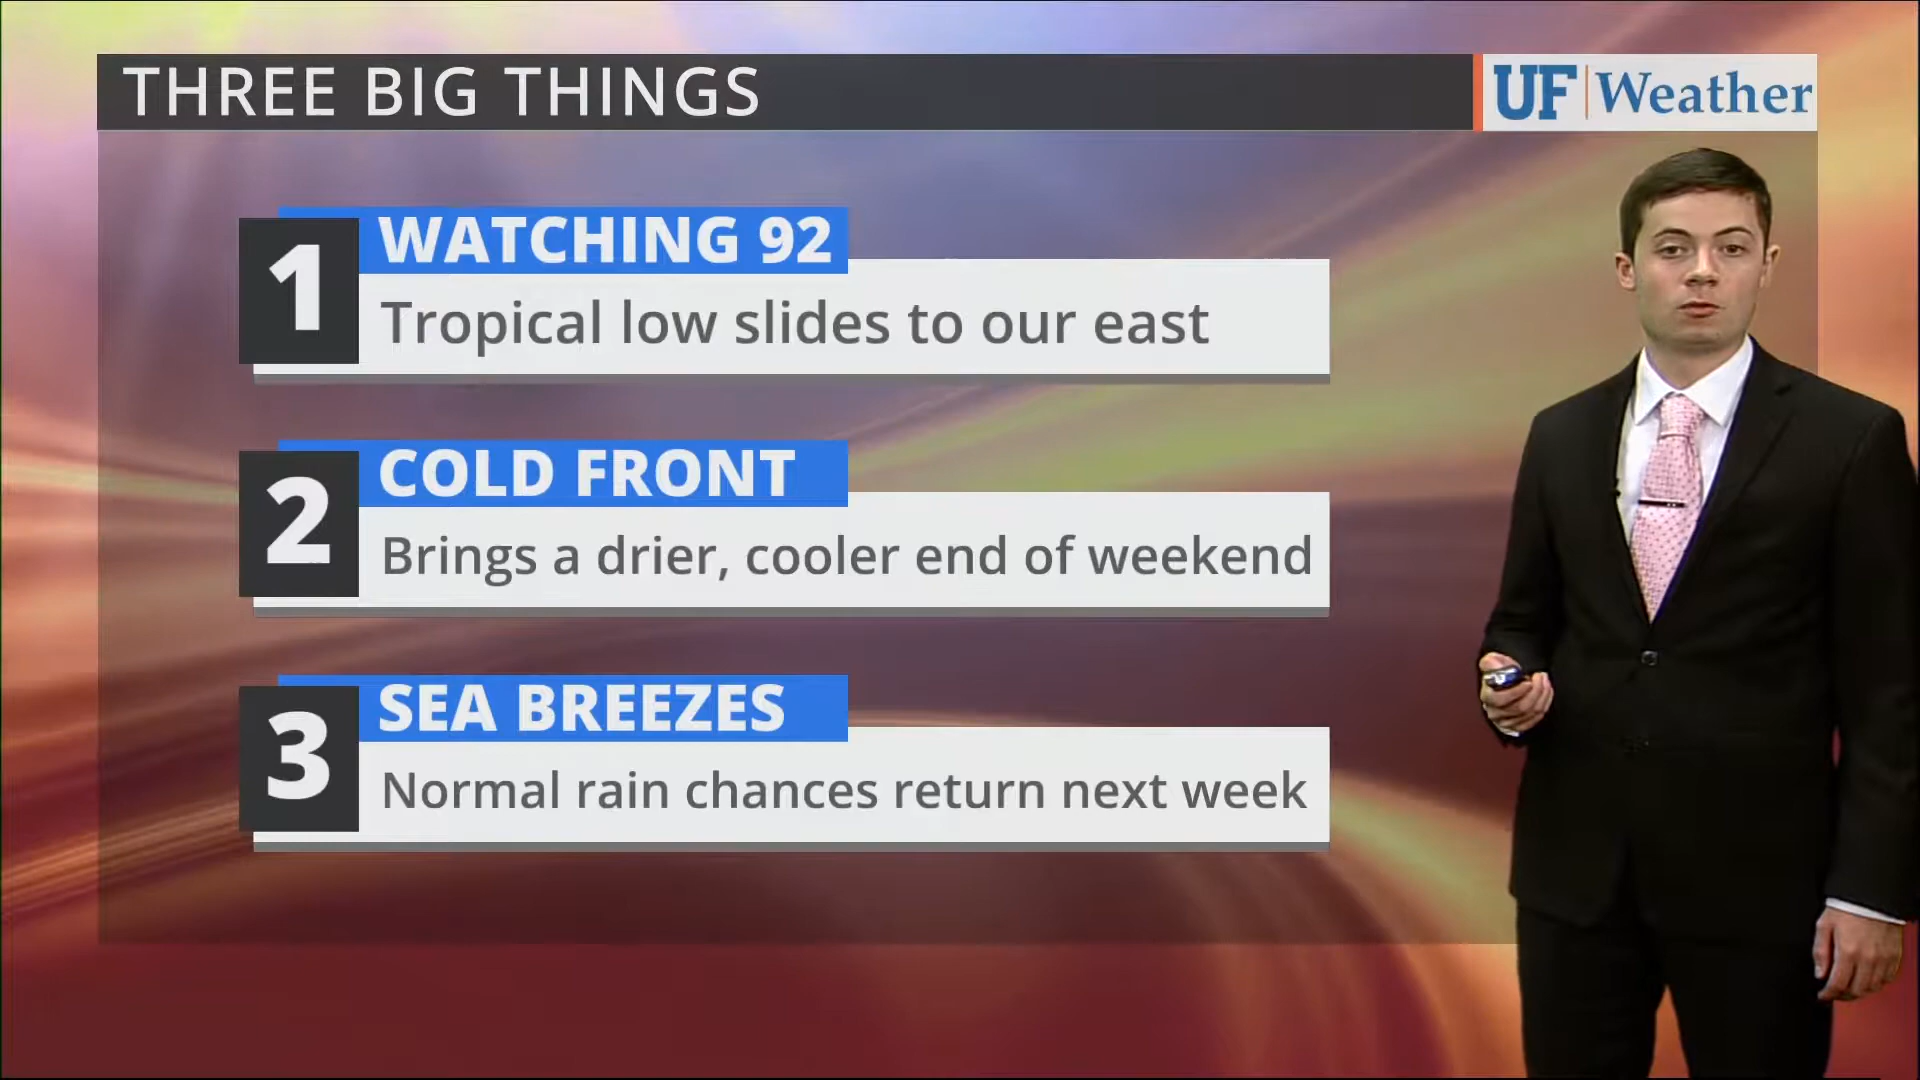 THREE BIG THINGS
UF Weather
1
WATCHING 92
Tropical low slides to our east
2
COLD FRONT
Brings a drier, cooler end of weekend
3
SEA BREEZES
Normal rain chances return next week